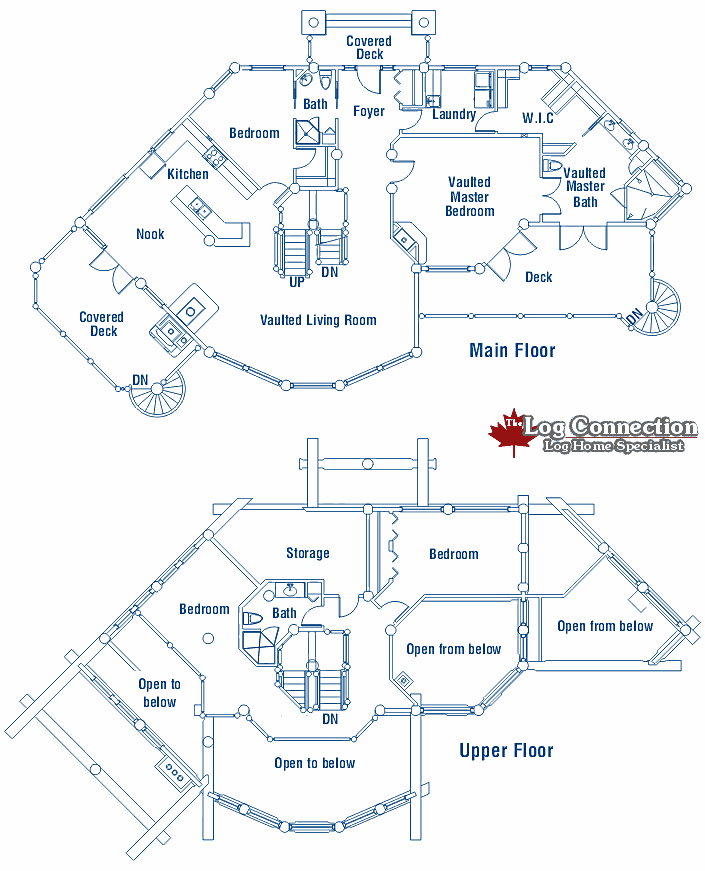 Covered
Deck
Bath
Foyer
Laundry
W.I.C
Bedroom
Kitchen
Vaulted
Master
Bedroom
Vaulted
Master
Bath
Nook
UP
DN
Deck
Covered
Deck
Vaulted Living Room
DN
DN
Main Floor
The Log Connection
Log Home Specialist
Storage
Bedroom
Bedroom
Bath
Open from below
Open from below
Open to
below
DN
Open to below
Upper Floor